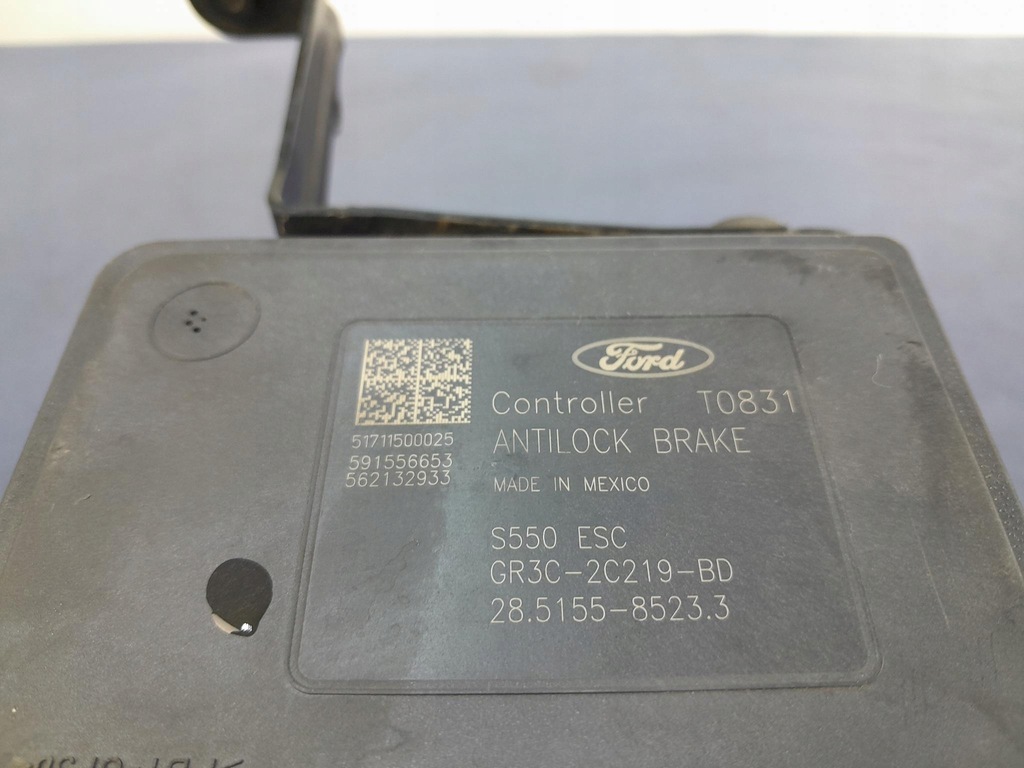 Ford
Controller T0831
ANTILOCK BRAKE
MADE IN MEXICO
51711500025
591556653
562132933
S550 ESC
GR3C-2C219-BD
28.5155-8523.3